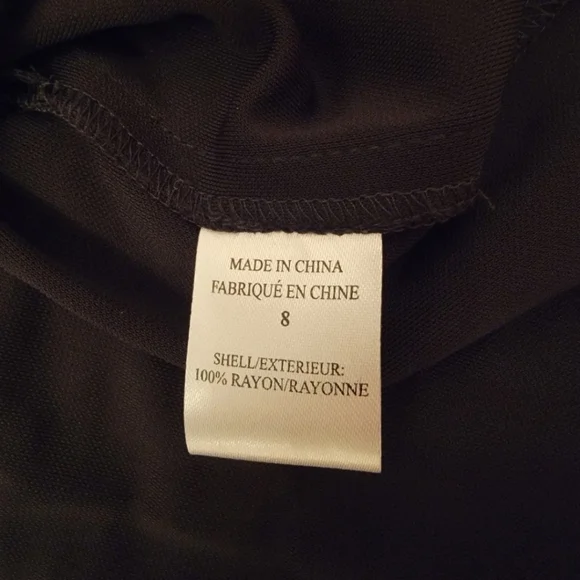 MADE IN CHINA
FABRIQUÉ EN CHINE
8
SHELL/EXTERIEUR:
100% RAYON/RAYONNE